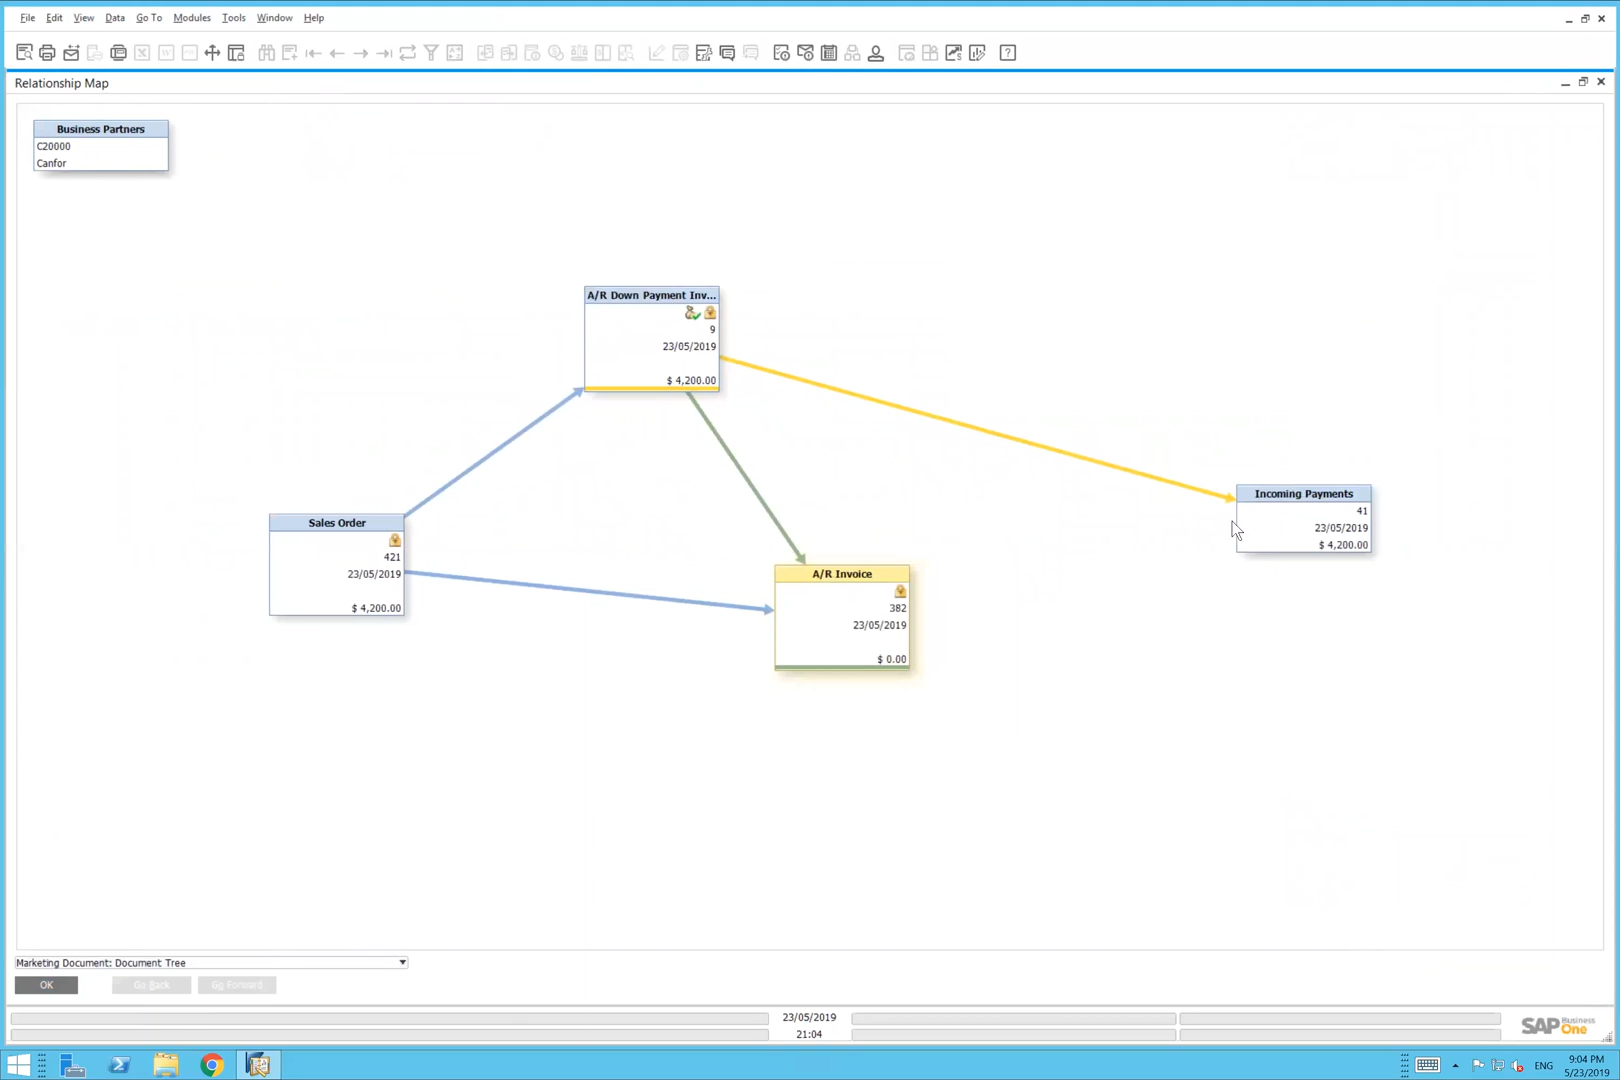 File Edit View Data Go To Modules Tools Window Help
Relationship Map
Business Partners
C20000
Canfor
A/R Down Payment Inv...
9
23/05/2019
$ 4,200.00
Incoming Payments
41
23/05/2019
$ 4,200.00
Sales Order
421
23/05/2019
$ 4,200.00
A/R Invoice
382
23/05/2019
$ 0.00
Marketing Document: Document Tree
OK Go Back Go Forward
23/05/2019
21:04
SAP Business One
ENG
9:04 PM
5/23/2019